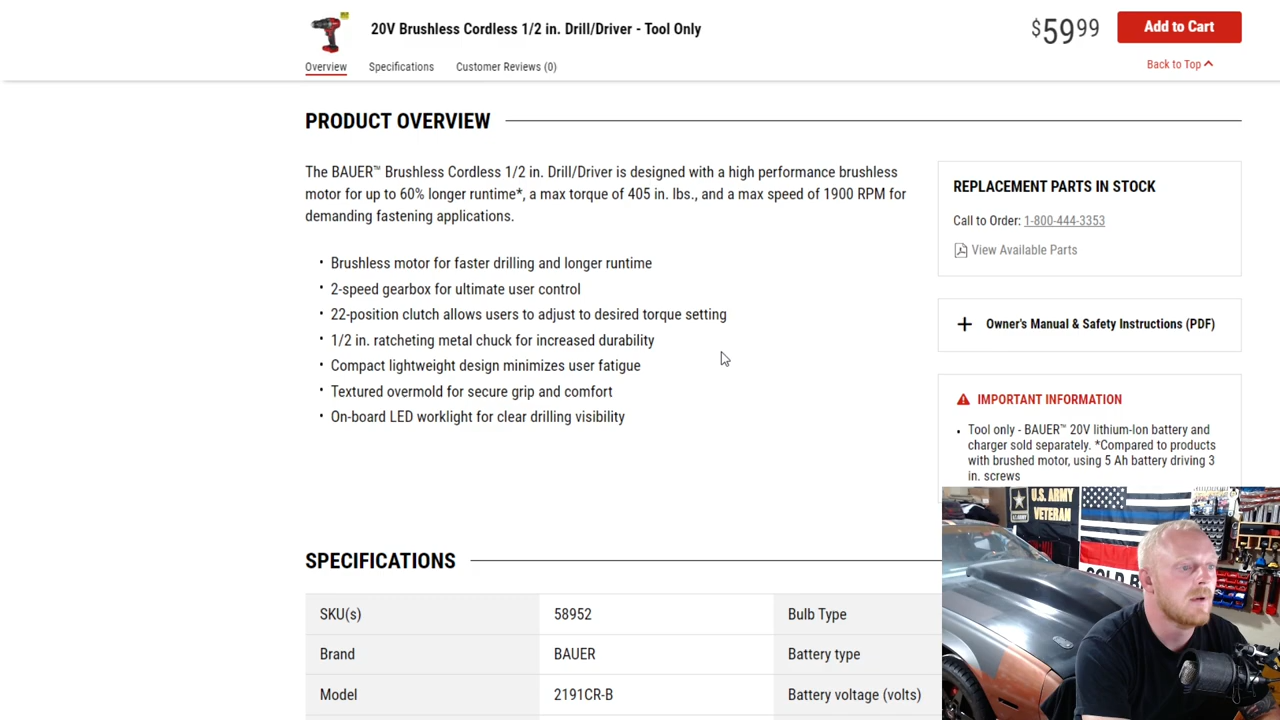 20V Brushless Cordless 1/2 in. Drill/Driver - Tool Only
$59.99
Add to Cart
Overview
Specifications
Customer Reviews (0)
Back to Top
PRODUCT OVERVIEW
The BAUER™ Brushless Cordless 1/2 in. Drill/Driver is designed with a high performance brushless
motor for up to 60% longer runtime*, a max torque of 405 in. lbs., and a max speed of 1900 RPM for
demanding fastening applications.
• Brushless motor for faster drilling and longer runtime
• 2-speed gearbox for ultimate user control
• 22-position clutch allows users to adjust to desired torque setting
• 1/2 in. ratcheting metal chuck for increased durability
• Compact lightweight design minimizes user fatigue
• Textured overmold for secure grip and comfort
• On-board LED worklight for clear drilling visibility
REPLACEMENT PARTS IN STOCK
Call to Order: 1-800-444-3353
View Available Parts
+ Owner's Manual & Safety Instructions (PDF)
IMPORTANT INFORMATION
• Tool only - BAUER™ 20V lithium-Ion battery and
charger sold separately. *Compared to products
with brushed motor, using 5 Ah battery driving 3
in. screws
SPECIFICATIONS
SKU(s) 58952 Bulb Type
Brand BAUER Battery type
Model 2191CR-B Battery voltage (volts)
U.S. ARMY
VETERAN